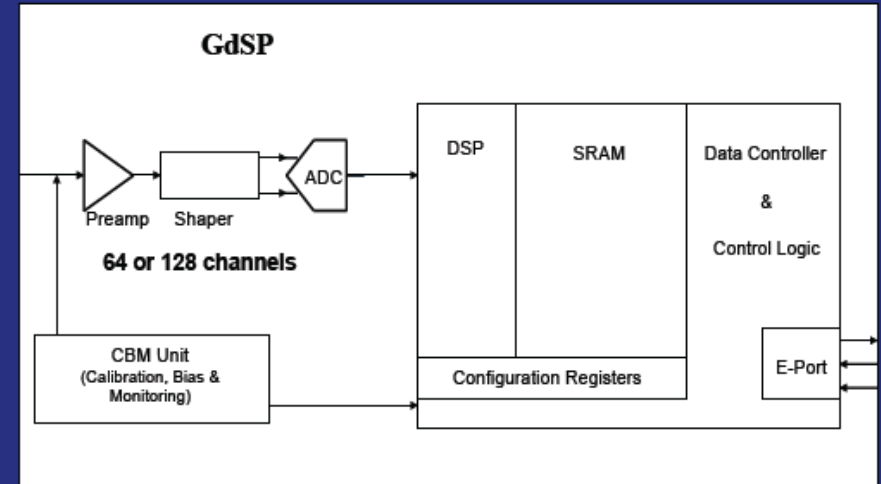 GdSP
Preamp
Shaper
ADC
64 or 128 channels
DSP
SRAM
Data Controller
&
Control Logic
CBM Unit
(Calibration, Bias &
Monitoring)
Configuration Registers
E-Port